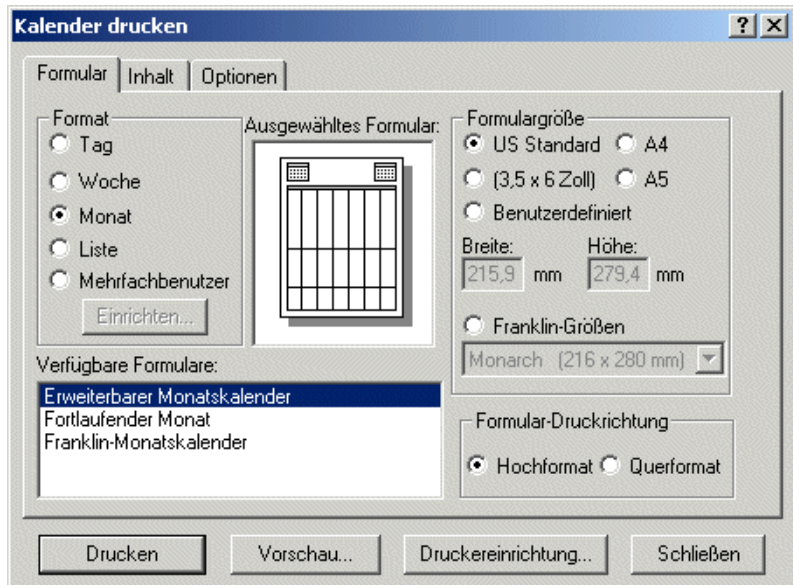 Kalender drucken
Formular Inhalt Optionen
Format
Tag
Woche
Monat
Liste
Mehrfachbenutzer
Einrichten...
Ausgewähltes Formular:
Formulargröße
US Standard A4
(3,5 x 6 Zoll) A5
Benutzerdefiniert
Breite: Höhe:
215,9 mm 279,4 mm
Franklin-Größen
Monarch (216 x 280 mm)
Verfügbare Formulare:
Erweiterbarer Monatskalender
Fortlaufender Monat
Franklin-Monatskalender
Formular-Druckrichtung
Hochformat Querformat
Drucken Vorschau... Druckereinrichtung... Schließen